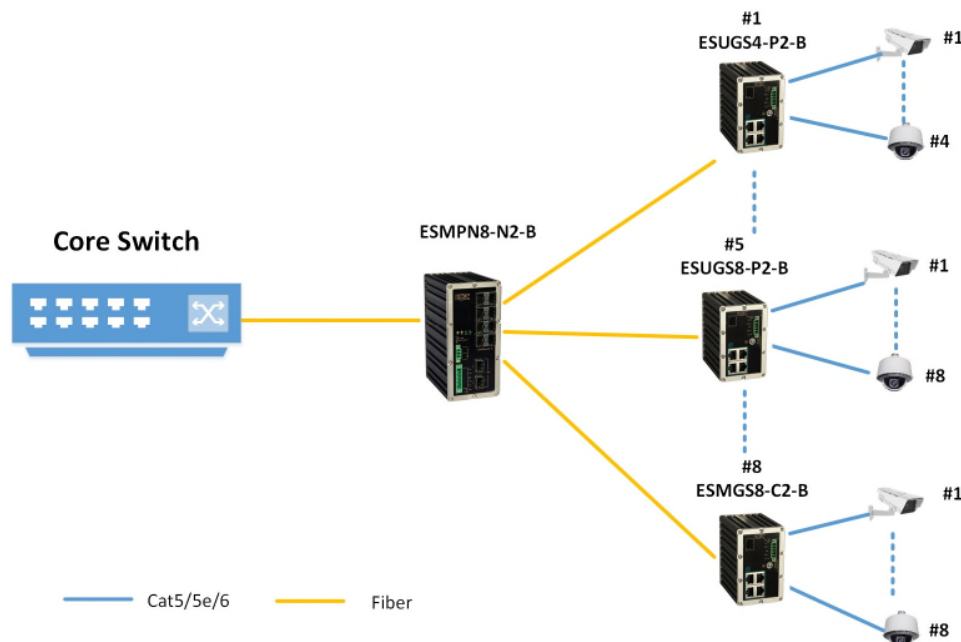 #1
ESUGS4-P2-B
#1
#4
Core Switch
ESMPN8-N2-B
#5
ESUGS8-P2-B
#1
#8
#8
ESMGS8-C2-B
#1
#8
Cat5/5e/6
Fiber